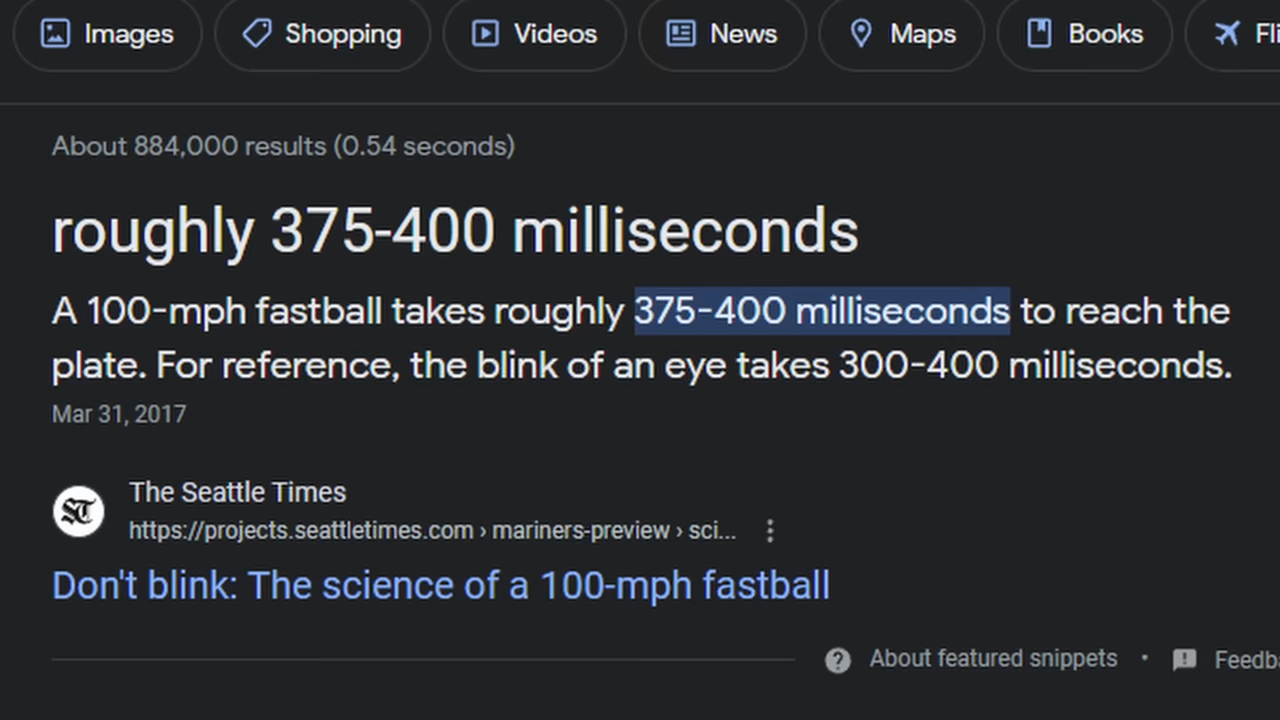 Images Shopping Videos News Maps Books Fli
About 884,000 results (0.54 seconds)
roughly 375-400 milliseconds
A 100-mph fastball takes roughly 375-400 milliseconds to reach the
plate. For reference, the blink of an eye takes 300-400 milliseconds.
Mar 31, 2017
ST
The Seattle Times
https://projects.seattletimes.com › mariners-preview › sci...
Don't blink: The science of a 100-mph fastball
About featured snippets • Feedba